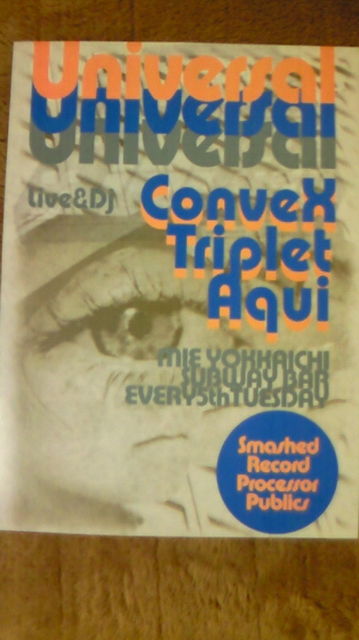 Universal
Universal
Universal
Live&DJ
Convex
Triplet
Aqui
MIE YOKKAICHI
SUBWAY BAR
EVERY5thTUESDAY
Smashed
Record
Processor
Publics